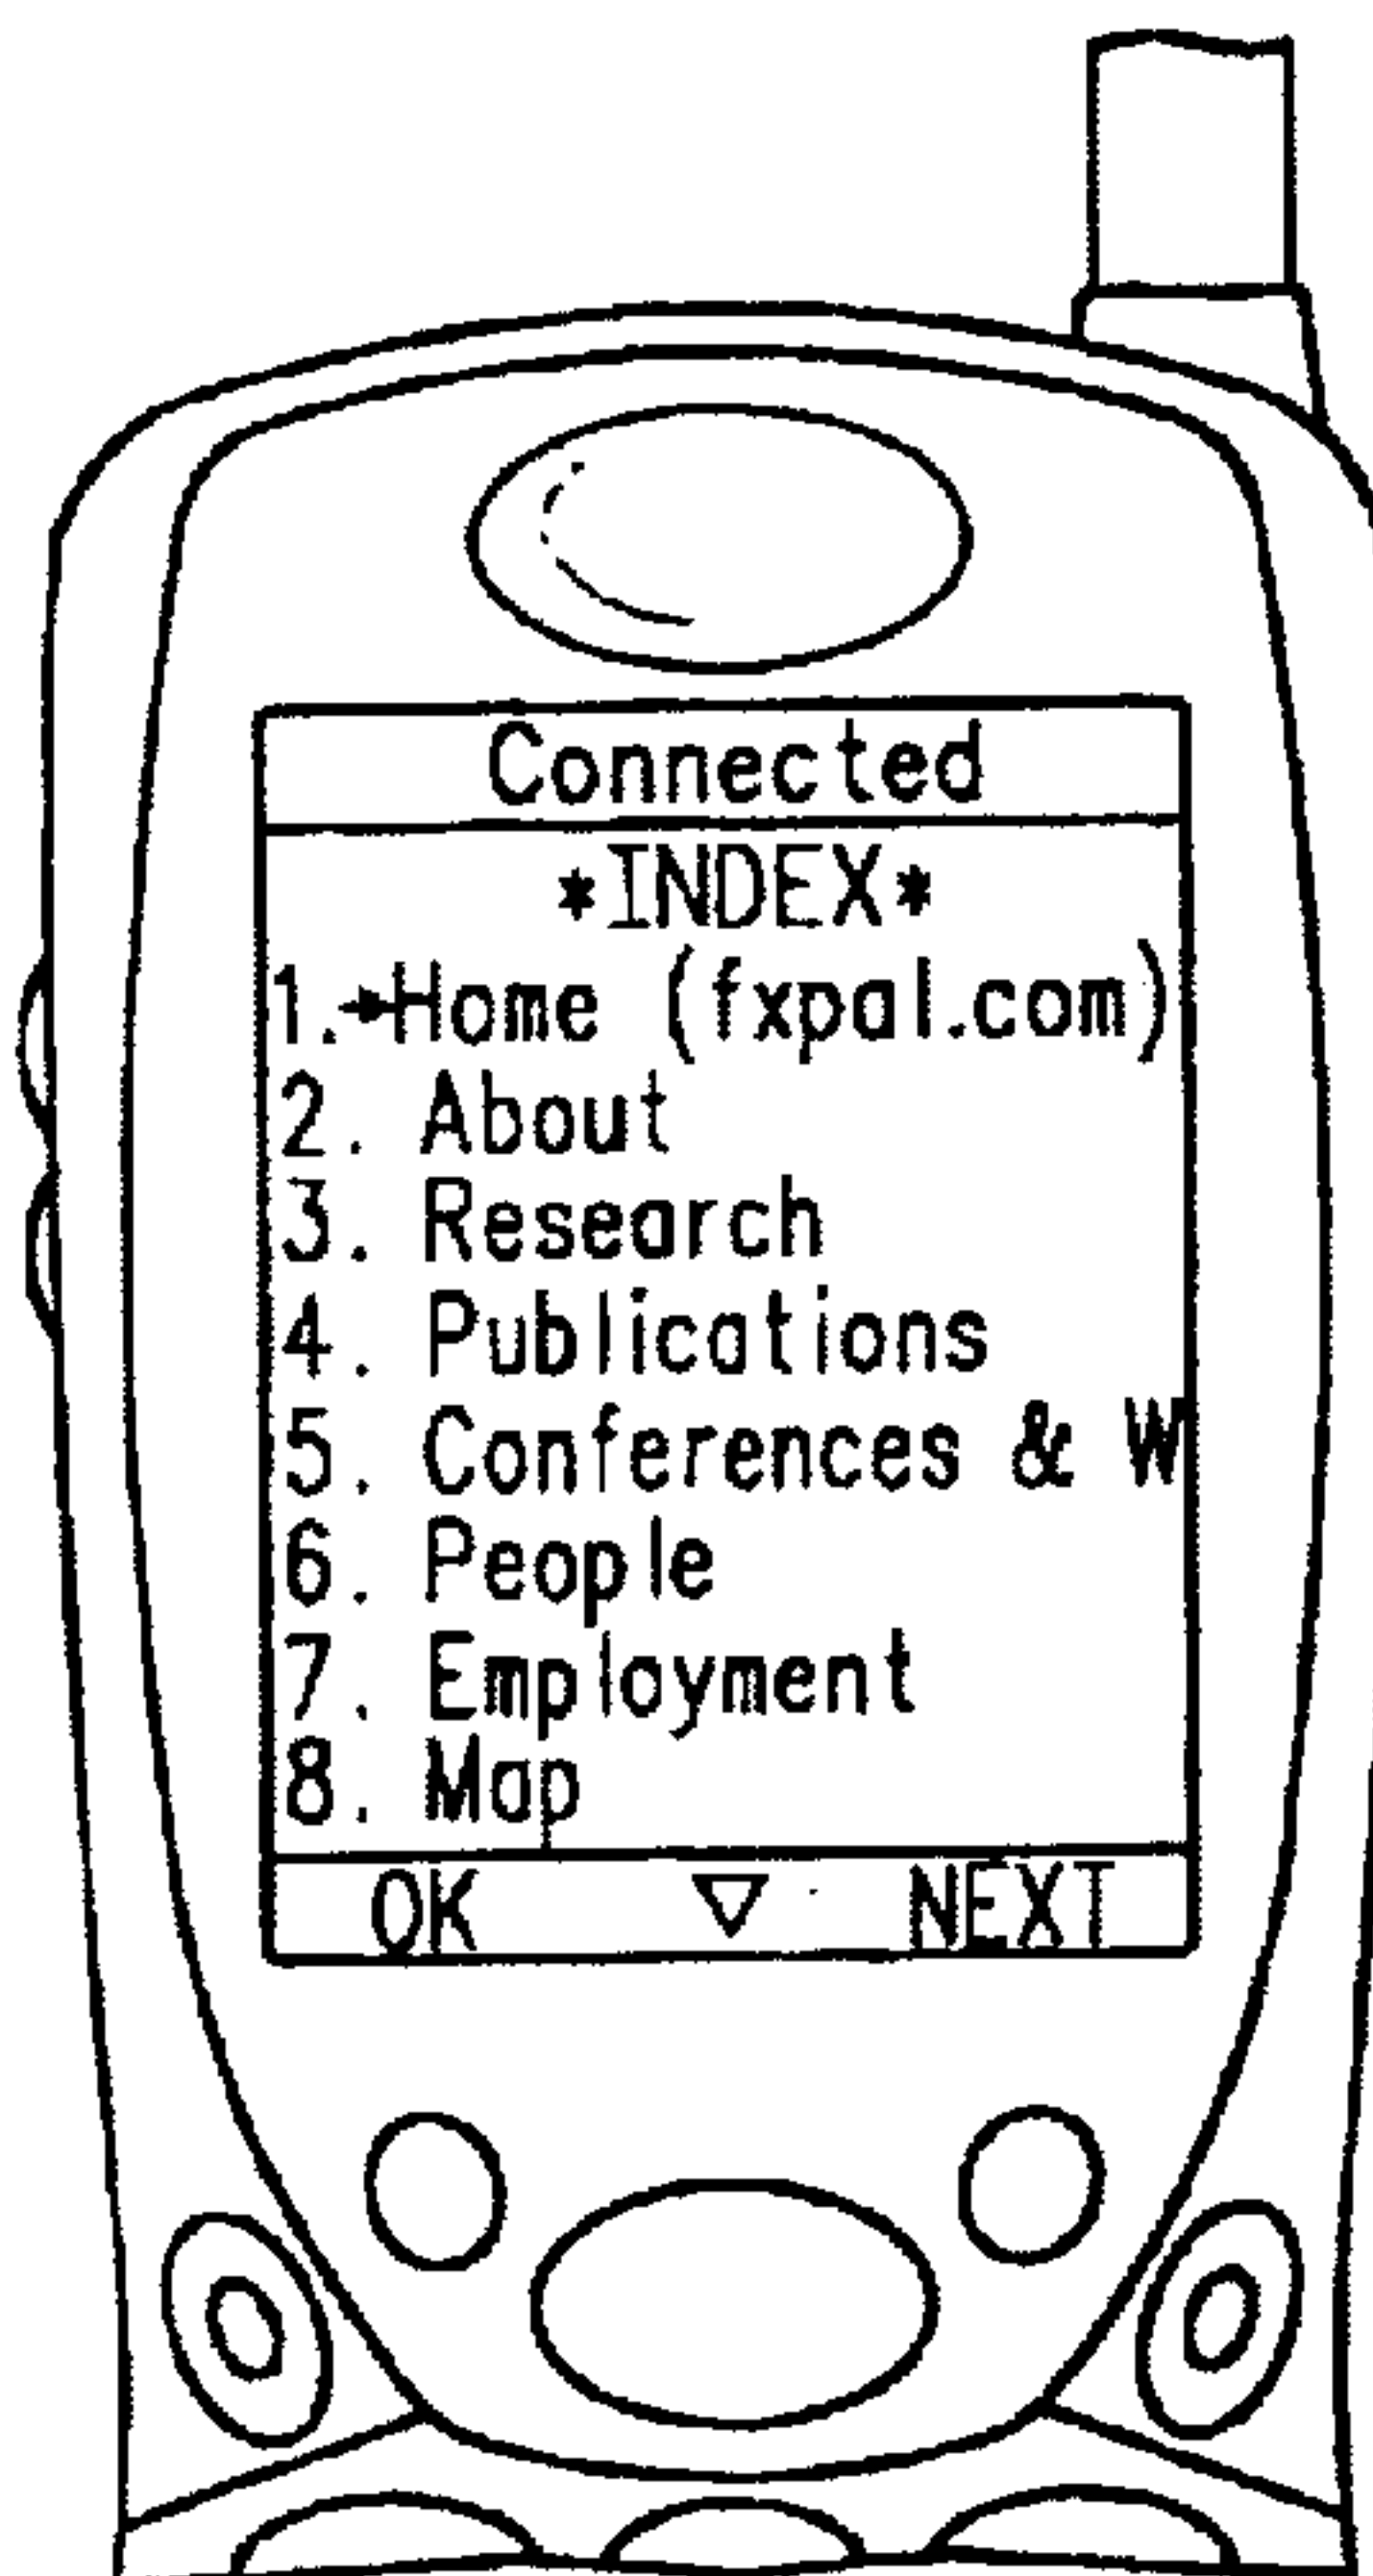 Connected
*INDEX*
1.→Home (fxpal.com)
2. About
3. Research
4. Publications
5. Conferences & W
6. People
7. Employment
8. Map
OK ▽ NEXT